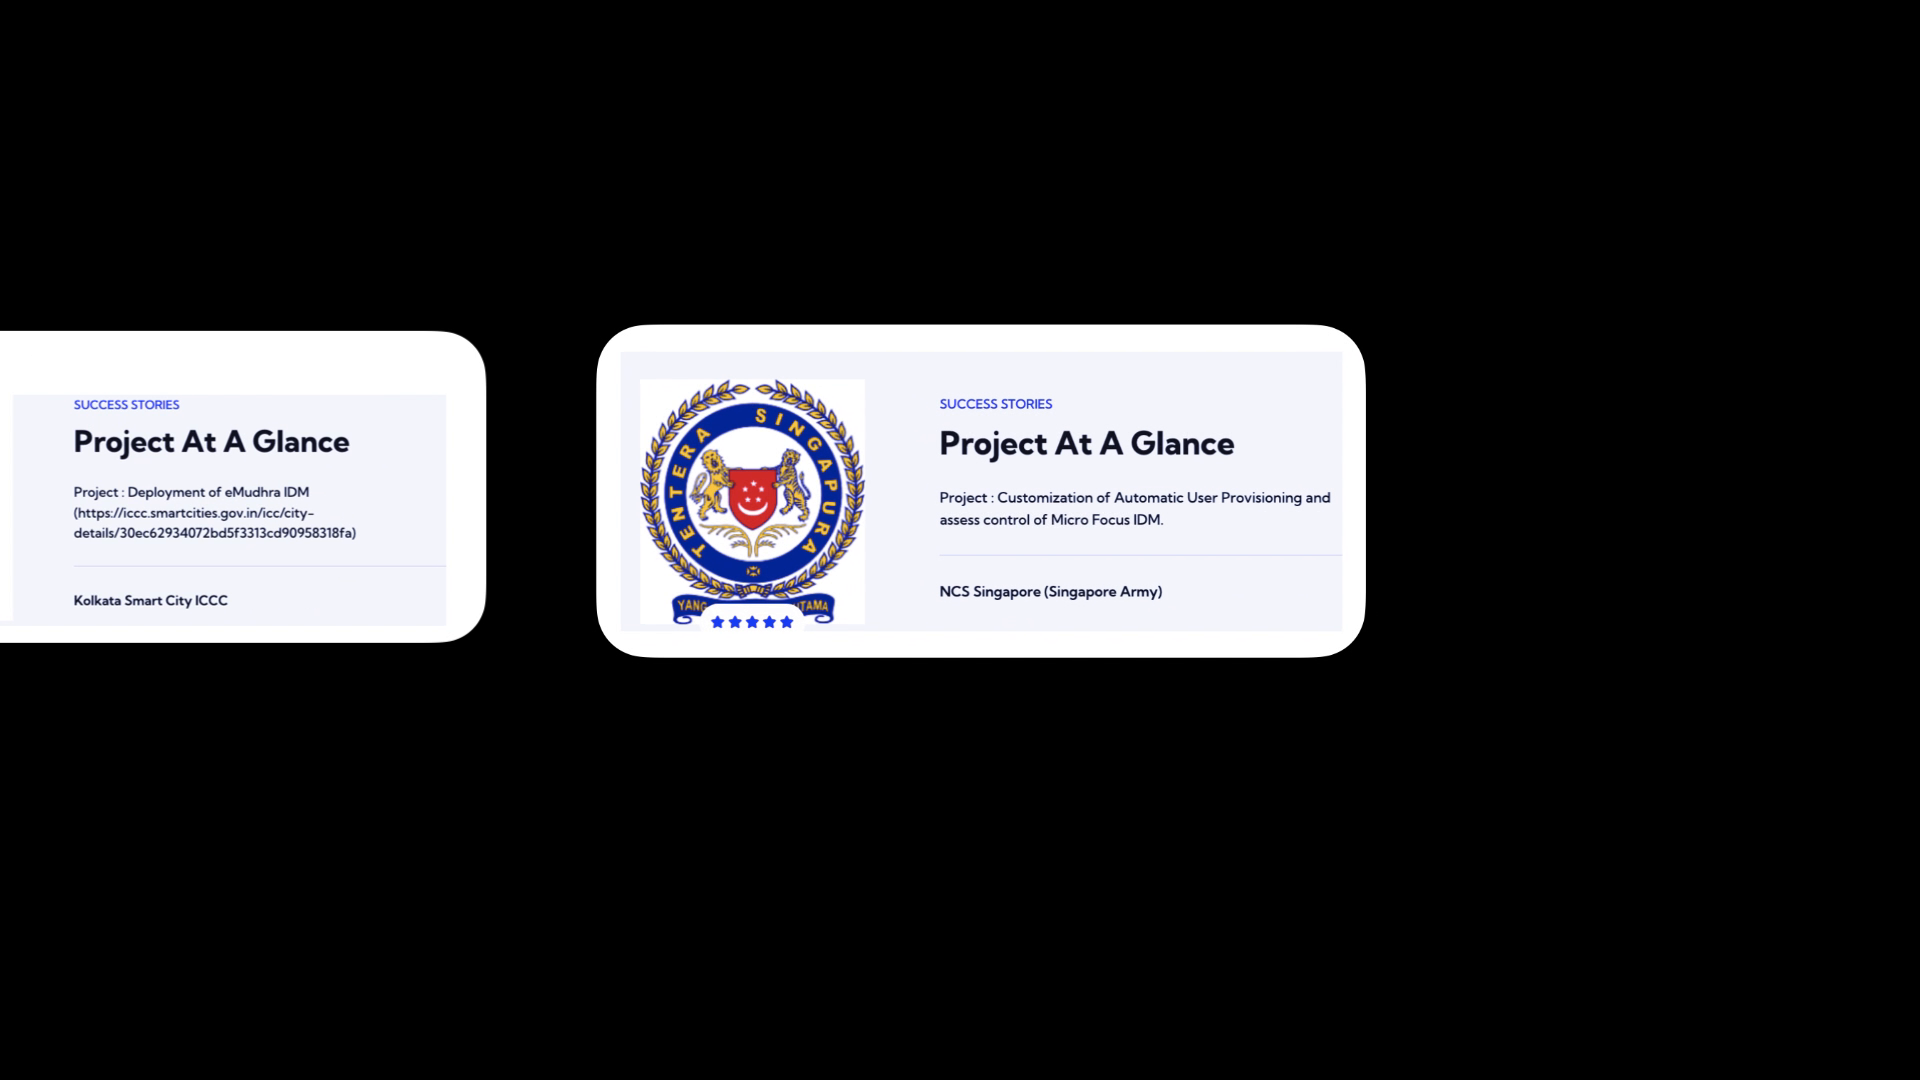 SUCCESS STORIES
Project At A Glance
Project : Deployment of eMudhra IDM
(https://iccc.smartcities.gov.in/icc/city-
details/30ec62934072bd5f3313cd90958318fa)
Kolkata Smart City ICCC
TENTERA SINGAPURA
YANG
TAMA
SUCCESS STORIES
Project At A Glance
Project : Customization of Automatic User Provisioning and
assess control of Micro Focus IDM.
NCS Singapore (Singapore Army)